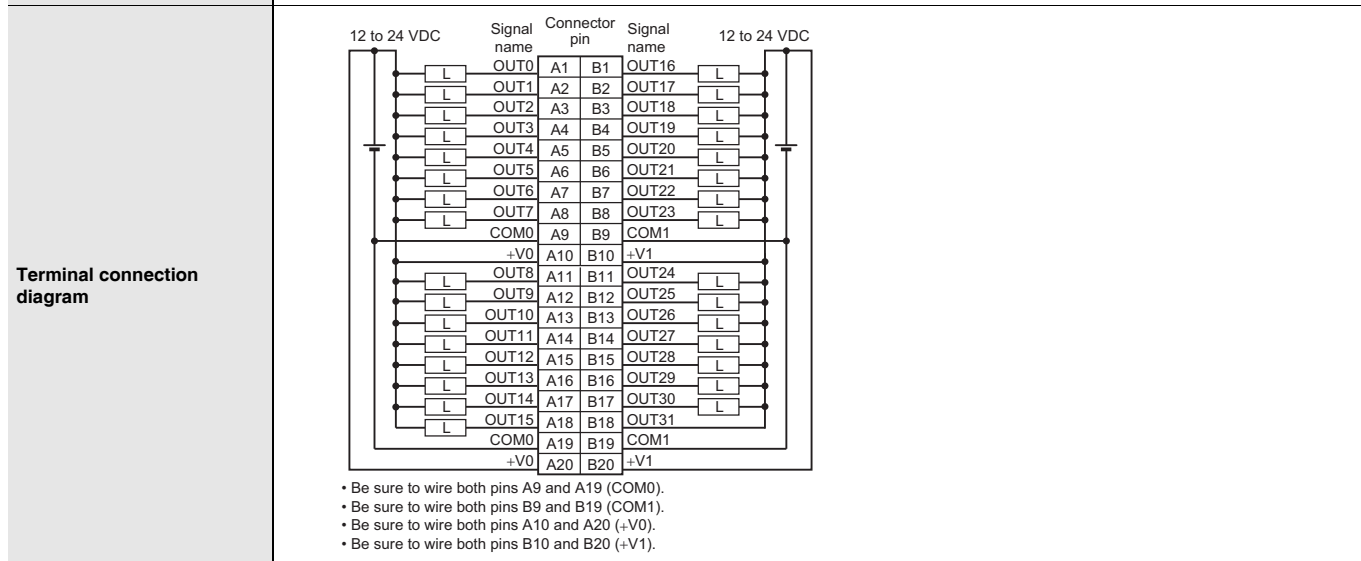 Terminal connection
diagram
12 to 24 VDC Signal name Connector pin Signal name 12 to 24 VDC
L OUT0 A1 B1 OUT16 L
L OUT1 A2 B2 OUT17 L
L OUT2 A3 B3 OUT18 L
L OUT3 A4 B4 OUT19 L
L OUT4 A5 B5 OUT20 L
L OUT5 A6 B6 OUT21 L
L OUT6 A7 B7 OUT22 L
L OUT7 A8 B8 OUT23 L
COM0 A9 B9 COM1
+V0 A10 B10 +V1
L OUT8 A11 B11 OUT24 L
L OUT9 A12 B12 OUT25 L
L OUT10 A13 B13 OUT26 L
L OUT11 A14 B14 OUT27 L
L OUT12 A15 B15 OUT28 L
L OUT13 A16 B16 OUT29 L
L OUT14 A17 B17 OUT30 L
L OUT15 A18 B18 OUT31
COM0 A19 B19 COM1
+V0 A20 B20 +V1
• Be sure to wire both pins A9 and A19 (COM0).
• Be sure to wire both pins B9 and B19 (COM1).
• Be sure to wire both pins A10 and A20 (+V0).
• Be sure to wire both pins B10 and B20 (+V1).